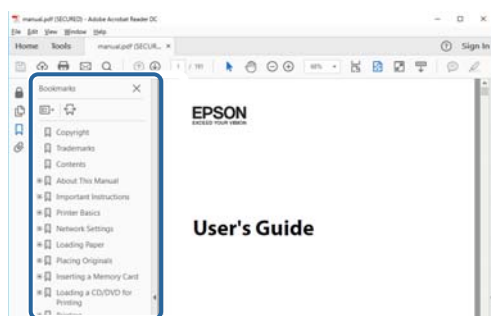 manual.pdf (SECURED) - Adobe Acrobat Reader DC
File Edit View Window Help
Home Tools manual.pdf (SECUR... ×
Sign In
1 / 191
Bookmarks
Copyright
Trademarks
Contents
About This Manual
Important Instructions
Printer Basics
Network Settings
Loading Paper
Placing Originals
Inserting a Memory Card
Loading a CD/DVD for
Printing
EPSON
EXCEED YOUR VISION
User's Guide